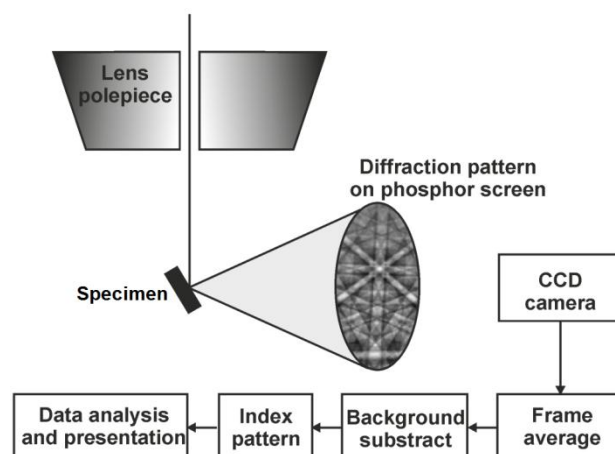 Lens
polepiece
Diffraction pattern
on phosphor screen
Specimen
CCD
camera
Data analysis
and presentation
Index
pattern
Background
substract
Frame
average